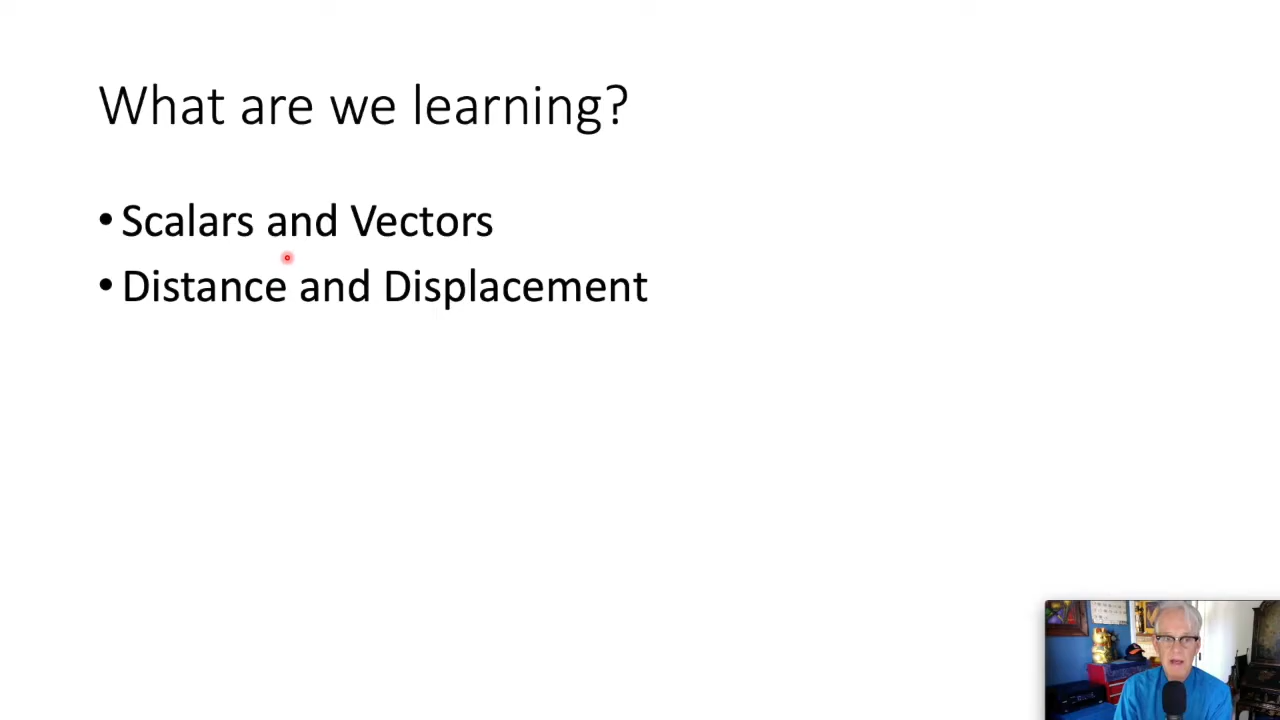 What are we learning?
• Scalars and Vectors
• Distance and Displacement